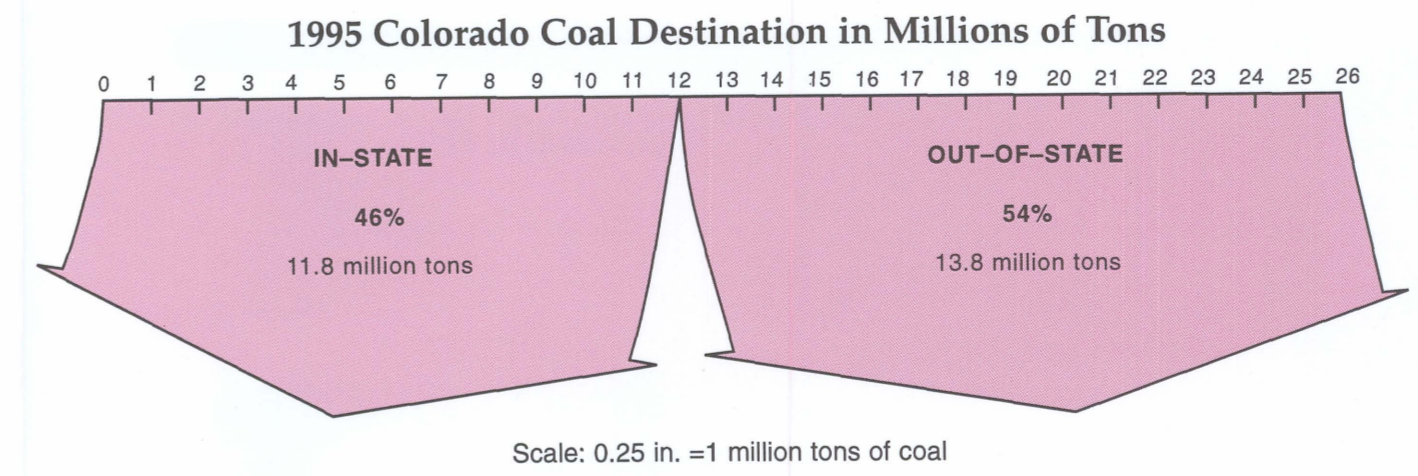 1995 Colorado Coal Destination in Millions of Tons
0 1 2 3 4 5 6 7 8 9 10 11 12 13 14 15 16 17 18 19 20 21 22 23 24 25 26
IN–STATE
46%
11.8 million tons
OUT–OF–STATE
54%
13.8 million tons
Scale: 0.25 in. =1 million tons of coal